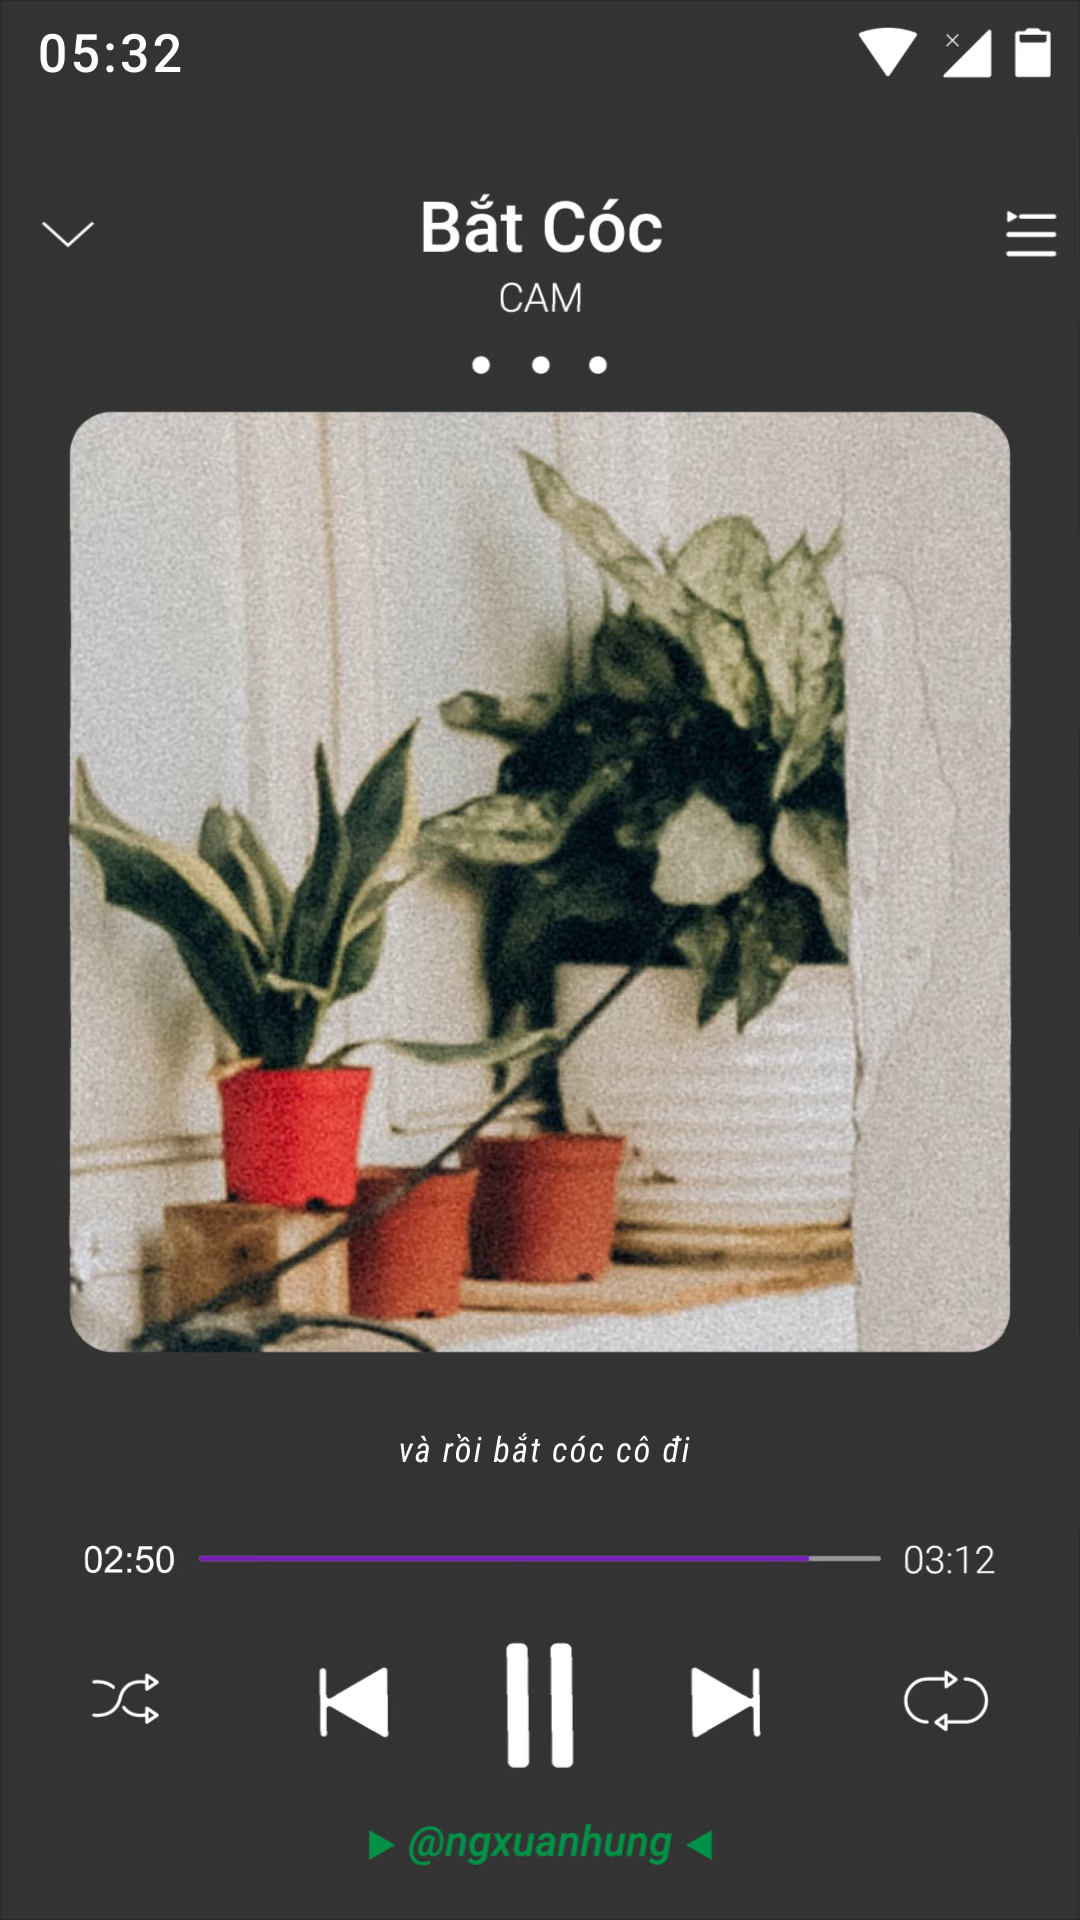 05:32
Bắt Cóc
CAM
và rồi bắt cóc cô đi
02:50
03:12
@ngxuanhung